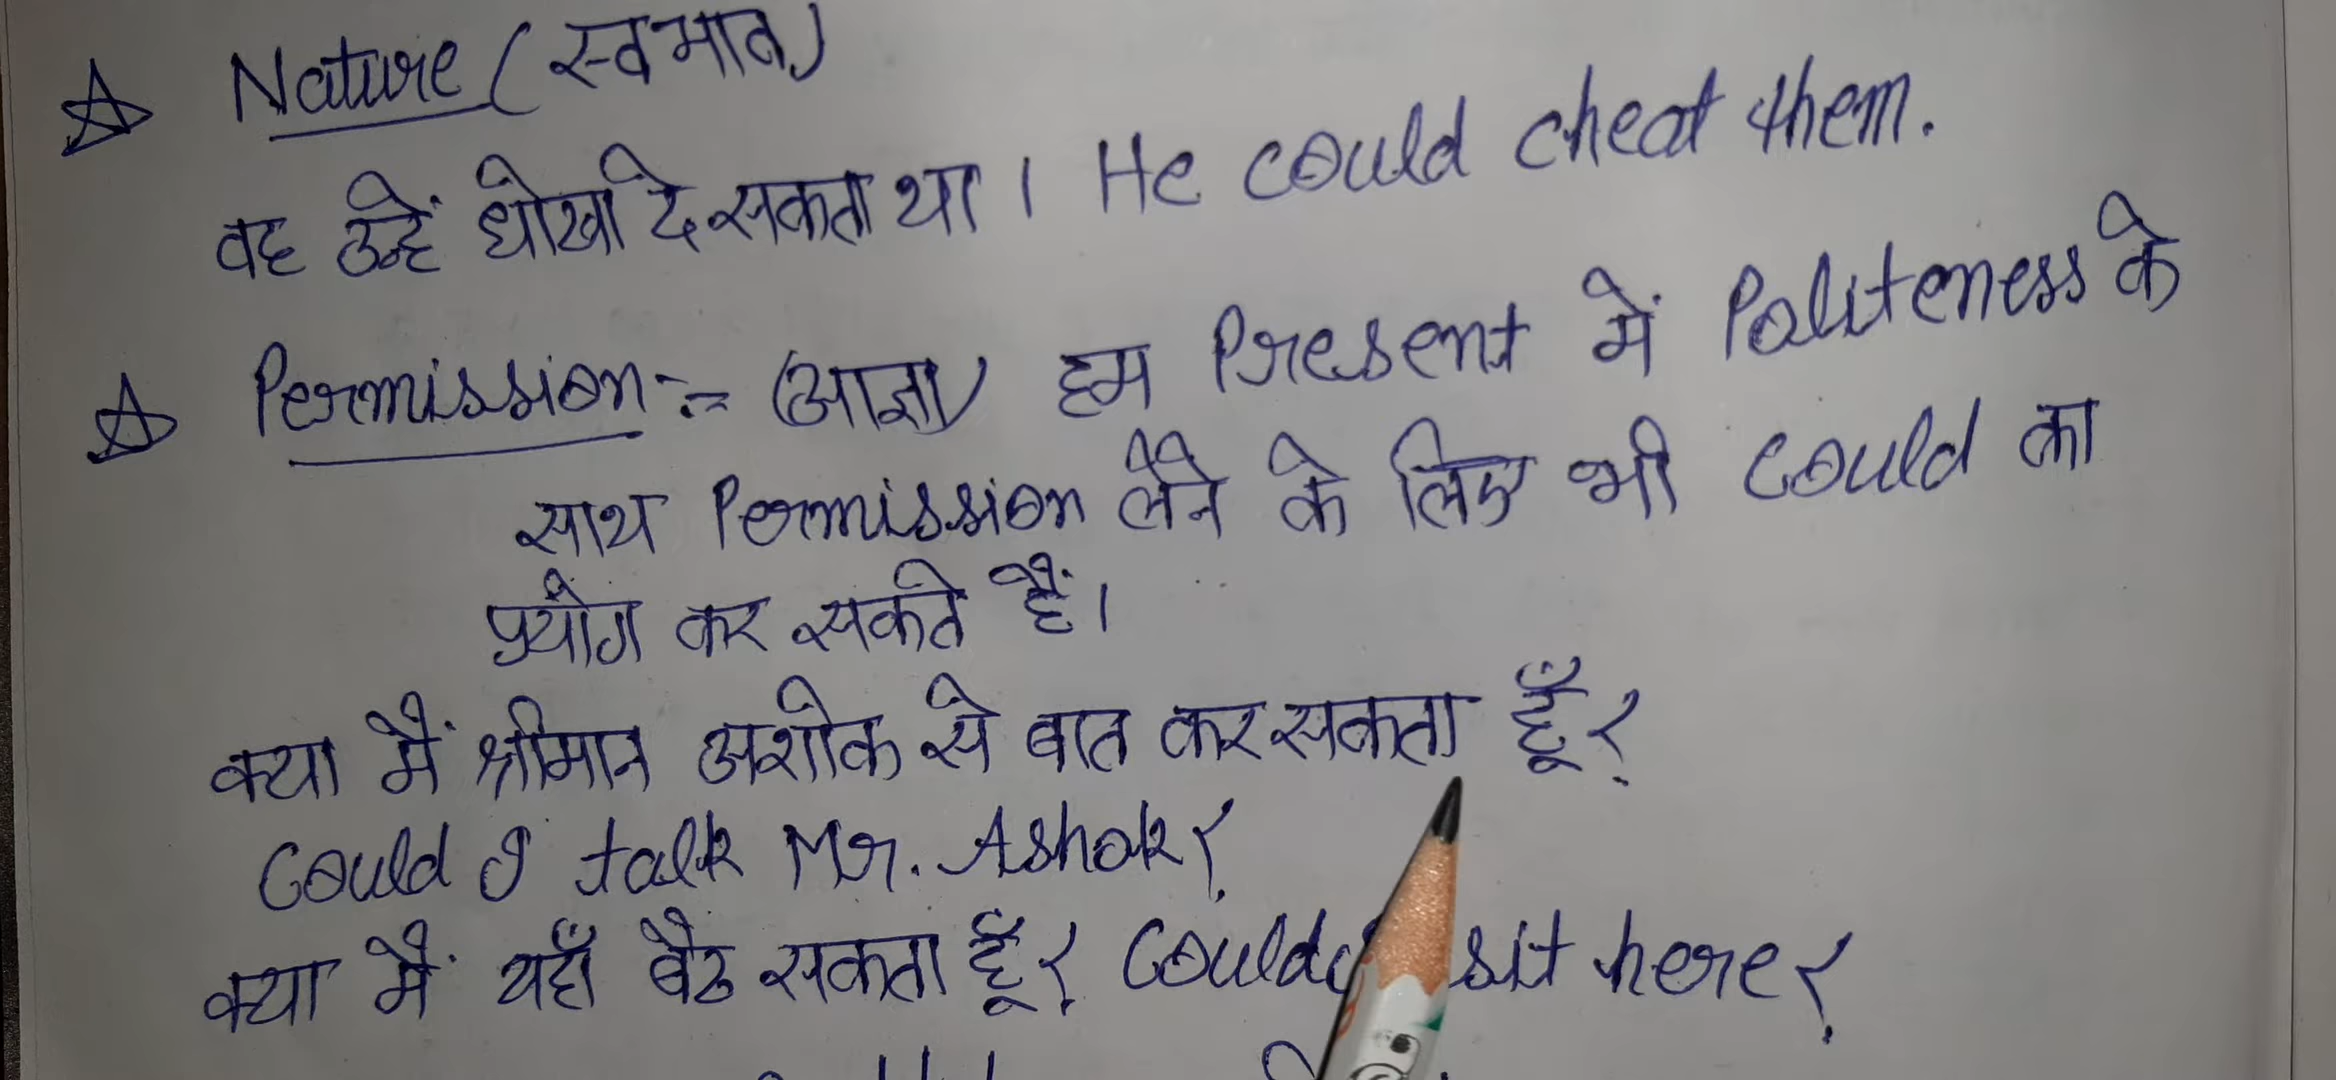 ☆ Nature (स्वभाव)
वह उन्हें धोखा दे सकता था । He could cheat them.
☆ Permission :- (आज्ञा) हम Present में Politeness के
साथ Permission लेने के लिए भी could का
प्रयोग कर सकते हैं।
क्या मैं श्रीमान अशोक से बात कर सकता हूँ?
Could I talk Mr. Ashok?
क्या मैं यहाँ बैठ सकता हूँ? Could sit here?